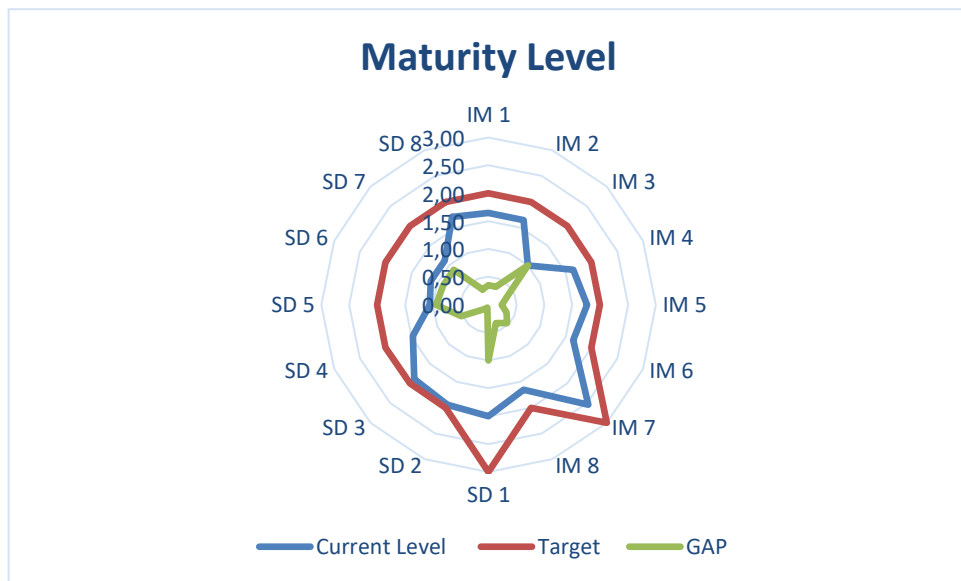 Maturity Level
IM 1
IM 2
IM 3
IM 4
IM 5
IM 6
IM 7
IM 8
SD 1
SD 2
SD 3
SD 4
SD 5
SD 6
SD 7
SD 8
3,00
2,50
2,00
1,50
1,00
0,50
0,00
Current Level
Target
GAP